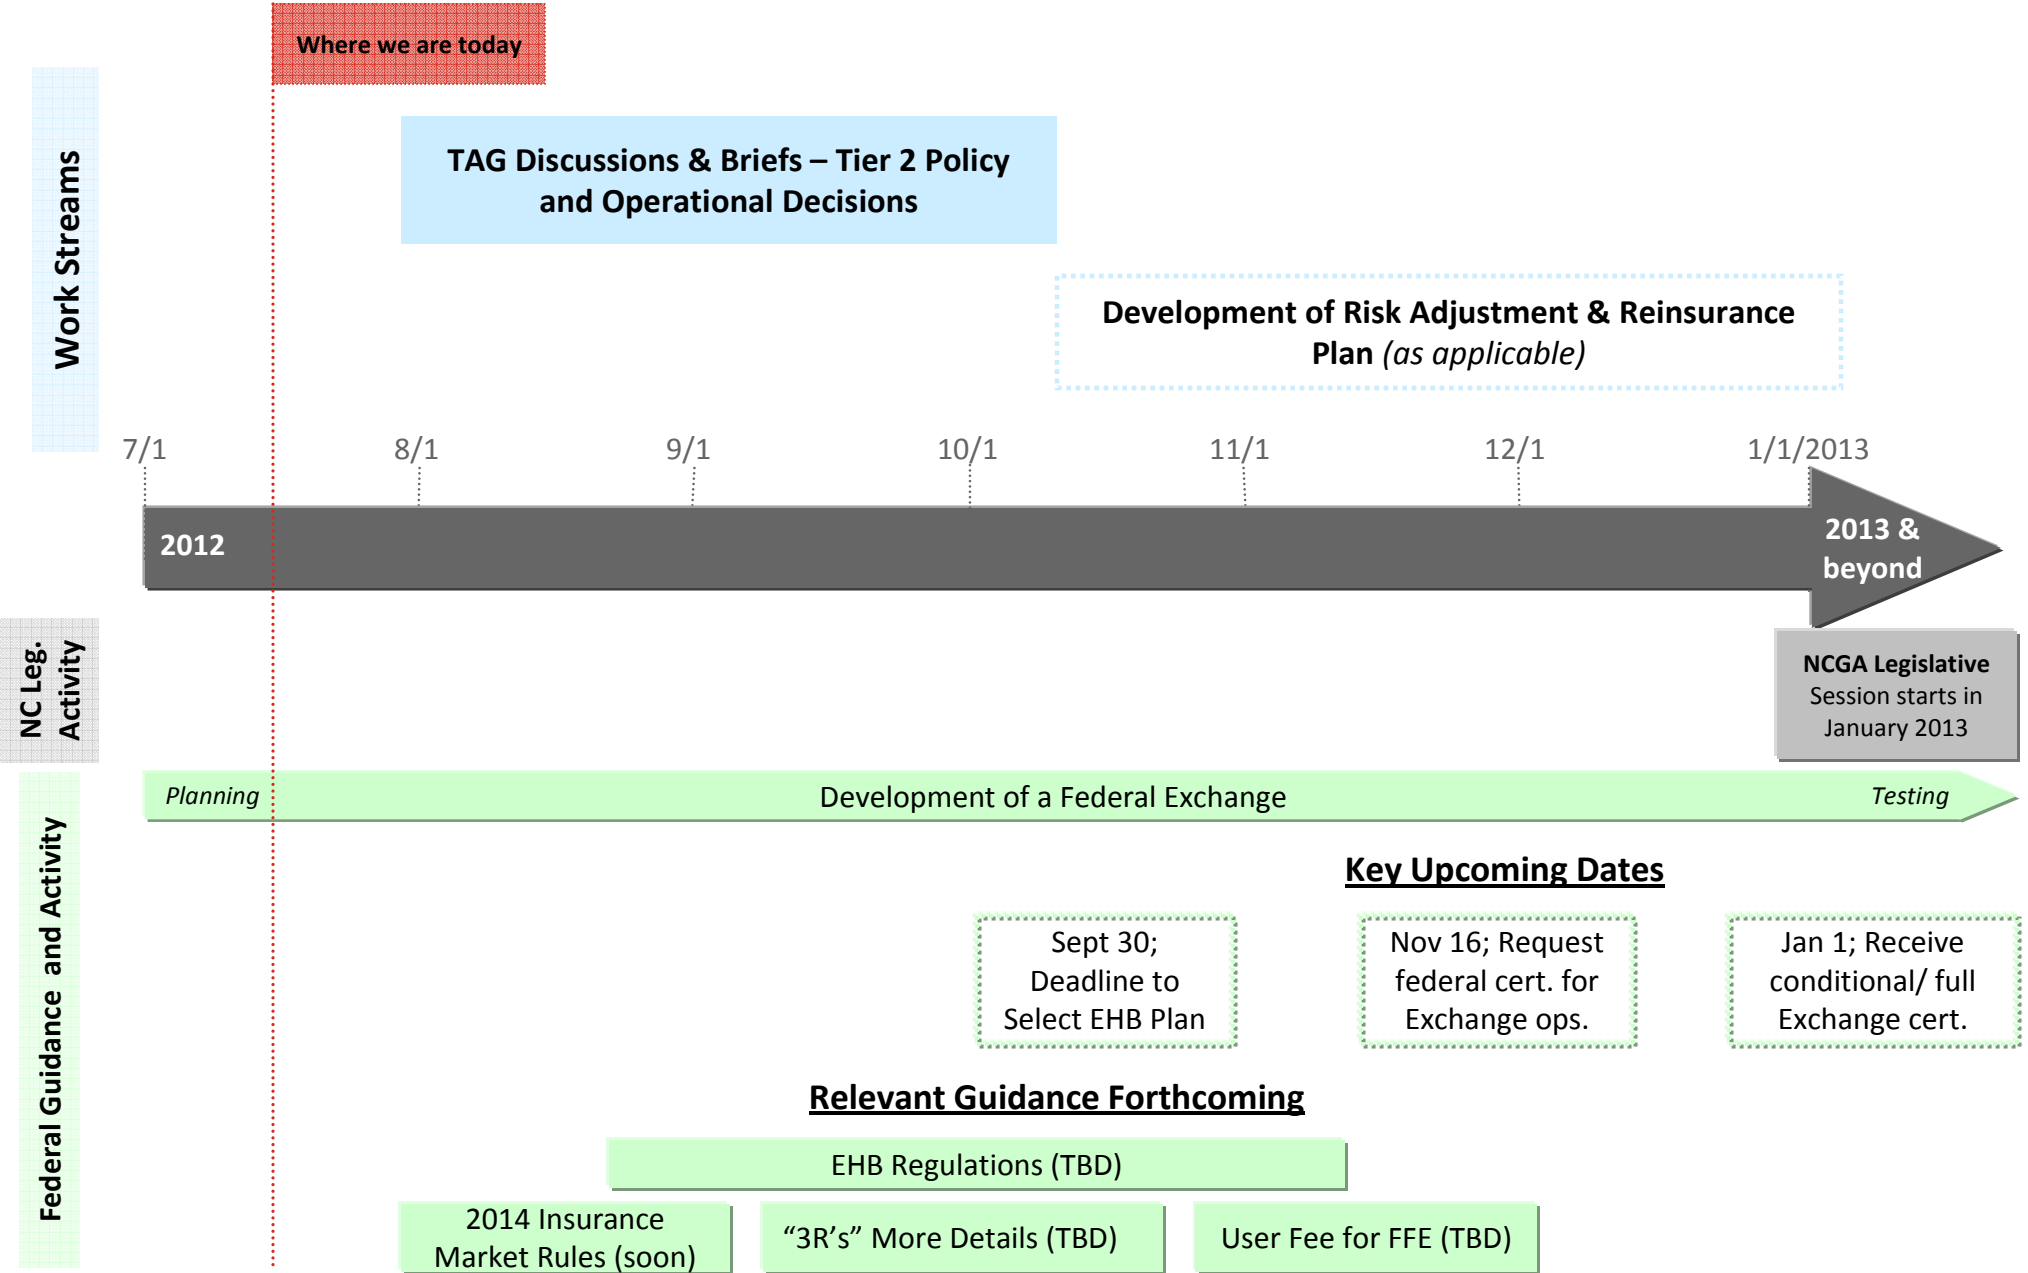 Where we are today
Work Streams
TAG Discussions & Briefs – Tier 2 Policy
and Operational Decisions
Development of Risk Adjustment & Reinsurance
Plan (as applicable)
7/1
8/1
9/1
10/1
11/1
12/1
1/1/2013
2012
2013 &
beyond
NC Leg.
Activity
NCGA Legislative
Session starts in
January 2013
Federal Guidance and Activity
Planning
Development of a Federal Exchange
Testing
Key Upcoming Dates
Sept 30;
Deadline to
Select EHB Plan
Nov 16; Request
federal cert. for
Exchange ops.
Jan 1; Receive
conditional/ full
Exchange cert.
Relevant Guidance Forthcoming
EHB Regulations (TBD)
2014 Insurance
Market Rules (soon)
“3R’s” More Details (TBD)
User Fee for FFE (TBD)